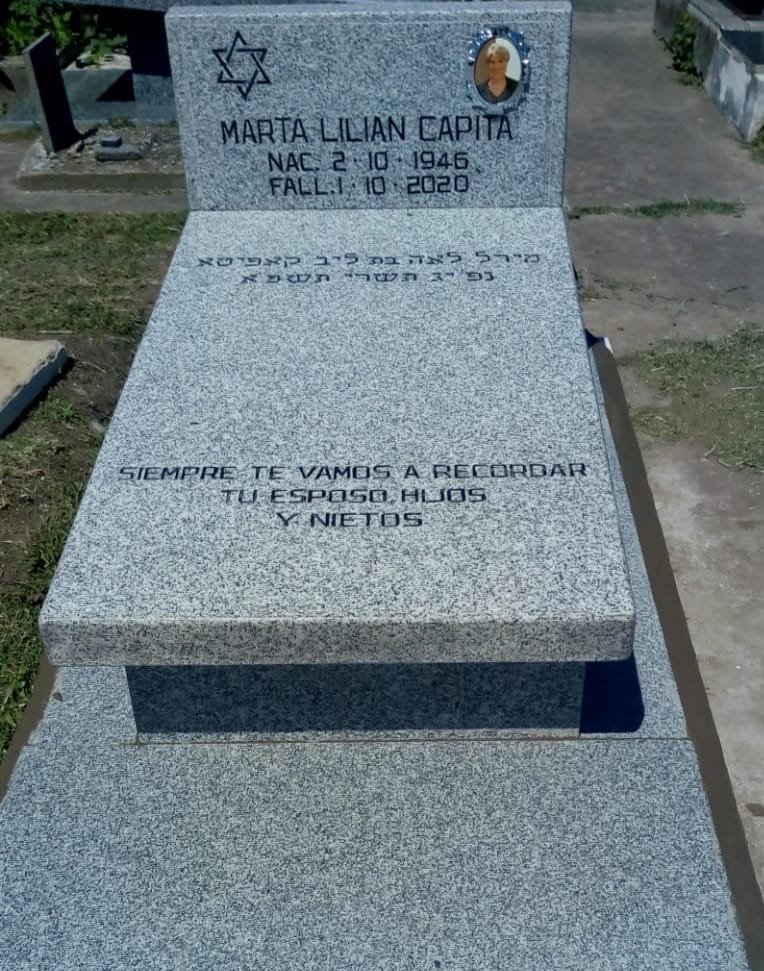 MARTA LILIAN CAPITA
NAC. 2·10·1946
FALL.1·10·2020
מירל לאה בת ליב קאפיטא
נפ׳ יג תשרי תשפא
SIEMPRE TE VAMOS A RECORDAR
TU ESPOSO, HIJOS
Y NIETOS